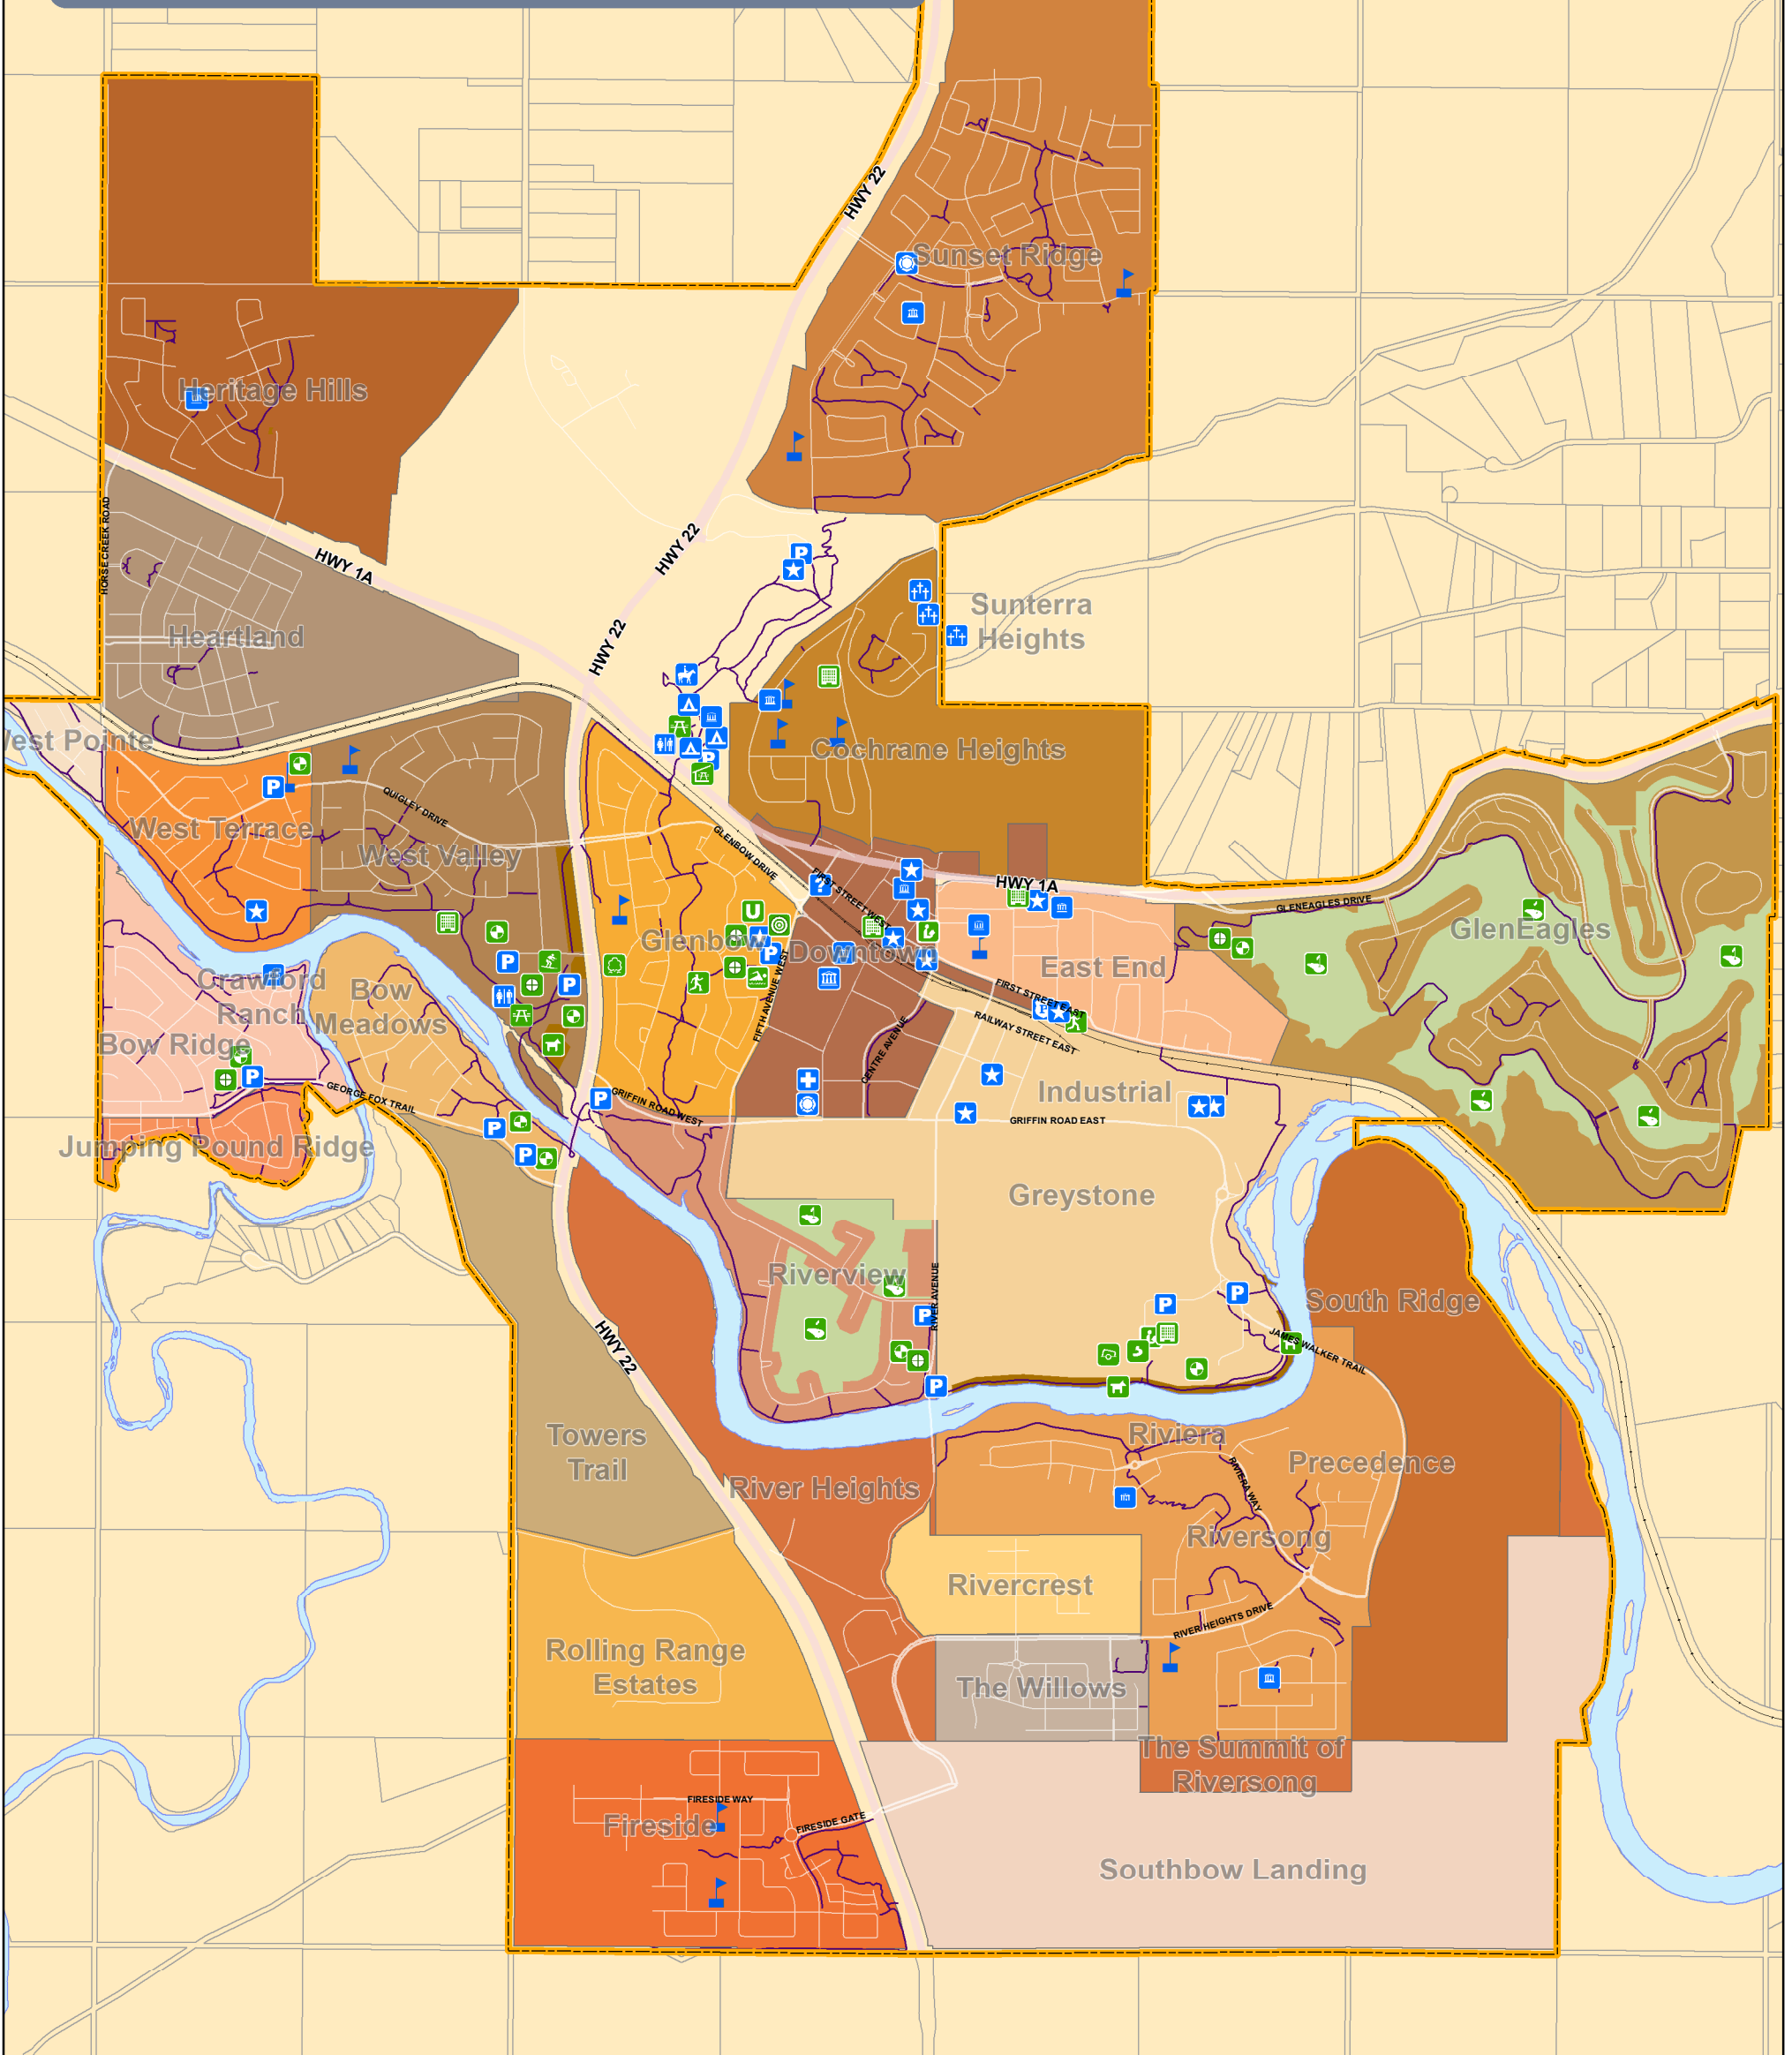 HWY 22
Sunset Ridge
Heritage Hills
HORSE CREEK ROAD
HWY 1A
HWY 22
Sunterra
Heights
Heartland
HWY 22
West Pointe
Cochrane Heights
QUIGLEY DRIVE
West Terrace
West Valley
GLENBOW DRIVE
FIRST STREET WEST
HWY 1A
GLENEAGLES DRIVE
GlenEagles
Glenbow
Downtown
East End
Crawford
Ranch
Bow
Meadows
FIFTH AVENUE WEST
FIRST STREET EAST
RAILWAY STREET EAST
Bow Ridge
CENTRE AVENUE
GEORGE FOX TRAIL
GRIFFIN ROAD WEST
Industrial
GRIFFIN ROAD EAST
Jumping Pound Ridge
Greystone
Riverview
RIVER AVENUE
South Ridge
JAMES WALKER TRAIL
HWY 22
Towers
Trail
Riviera
Precedence
River Heights
RIVIERA WAY
Riversong
Rivercrest
RIVER HEIGHTS DRIVE
Rolling Range
Estates
The Willows
The Summit of
Riversong
FIRESIDE WAY
Fireside
FIRESIDE GATE
Southbow Landing